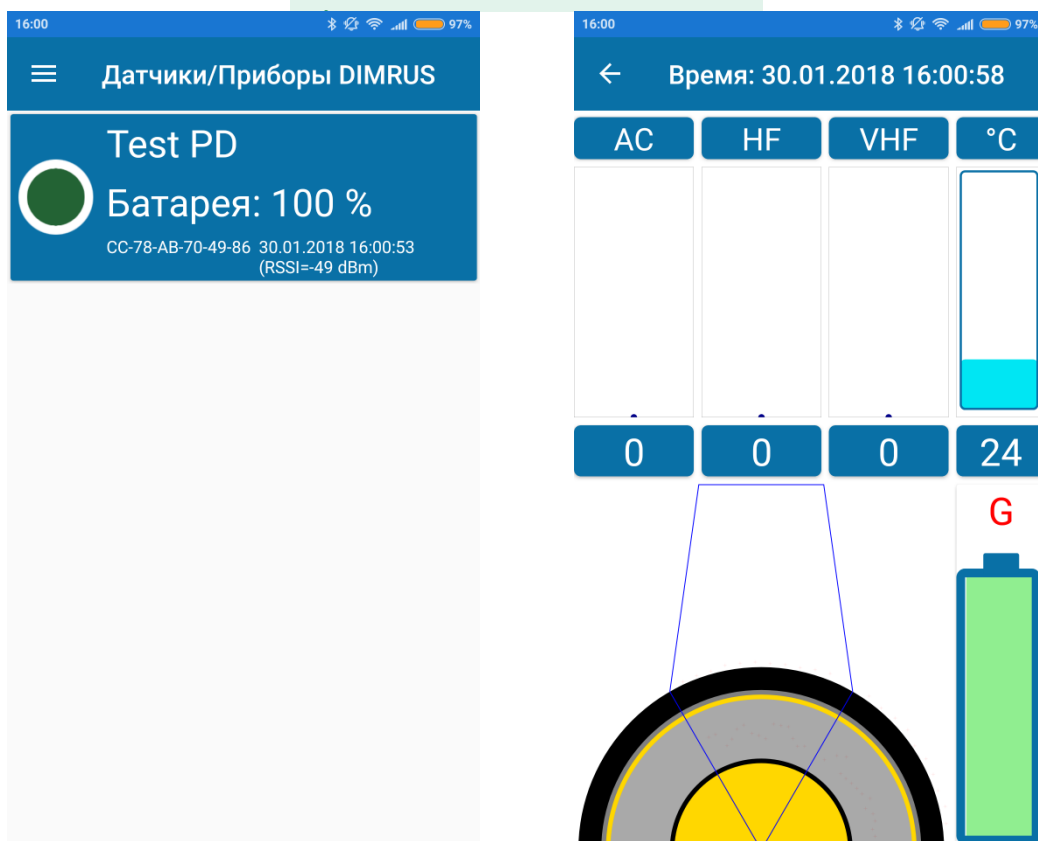 16:00
97%
Датчики/Приборы DIMRUS
Test PD
Батарея: 100 %
CC-78-AB-70-49-86 30.01.2018 16:00:53
(RSSI=-49 dBm)
16:00
97%
Время: 30.01.2018 16:00:58
AC HF VHF °C
0 0 0 24
G